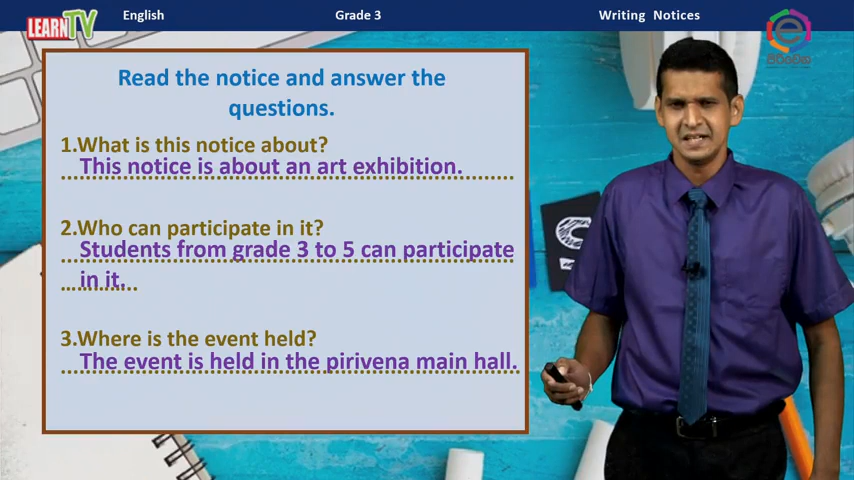 LEARN TV
English
Grade 3
Writing Notices
Read the notice and answer the
questions.
1.What is this notice about?
This notice is about an art exhibition.
2.Who can participate in it?
Students from grade 3 to 5 can participate
in it.
3.Where is the event held?
The event is held in the pirivena main hall.